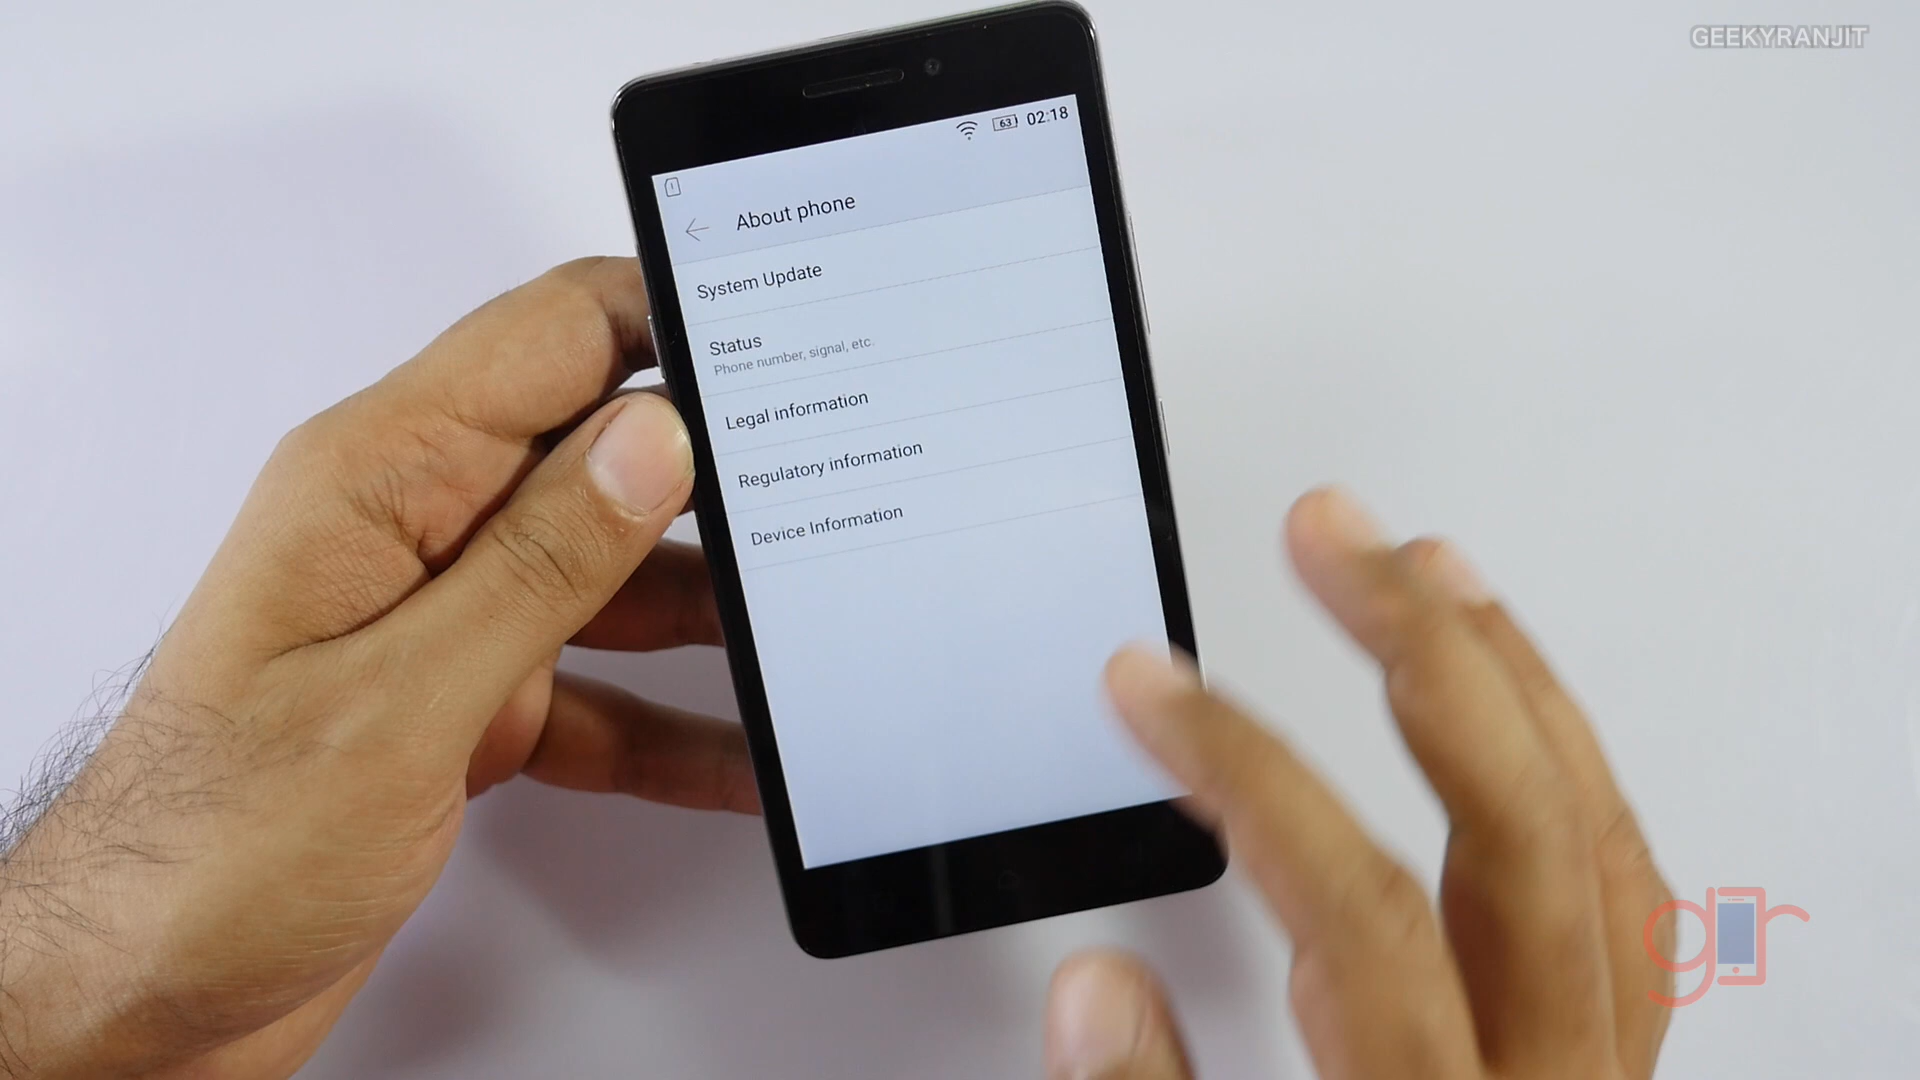 GEEKYRANJIT
63 02:18
About phone
System Update
Status
Phone number, signal, etc.
Legal information
Regulatory information
Device Information
gr